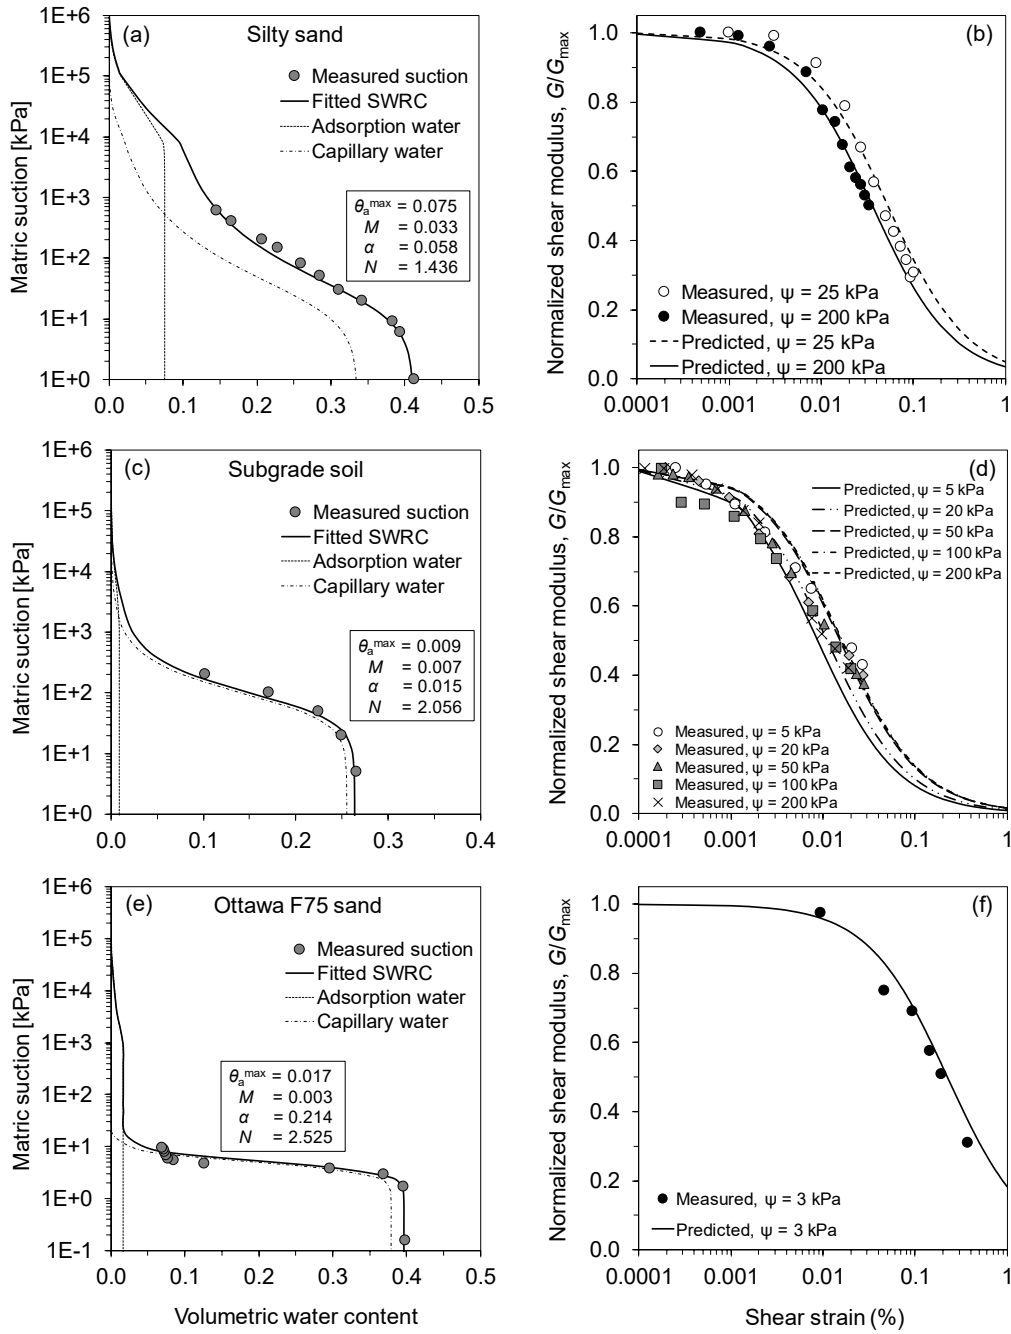 (a)
Silty sand
Measured suction
Fitted SWRC
Adsorption water
Capillary water
θa^max = 0.075
M = 0.033
α = 0.058
N = 1.436
Matric suction [kPa]
1E+6
1E+5
1E+4
1E+3
1E+2
1E+1
1E+0
0.0 0.1 0.2 0.3 0.4 0.5
(b)
Normalized shear modulus, G/Gmax
1.0
0.8
0.6
0.4
0.2
0.0
Measured, ψ = 25 kPa
Measured, ψ = 200 kPa
Predicted, ψ = 25 kPa
Predicted, ψ = 200 kPa
0.0001 0.001 0.01 0.1 1
(c)
Subgrade soil
Measured suction
Fitted SWRC
Adsorption water
Capillary water
θa^max = 0.009
M = 0.007
α = 0.015
N = 2.056
Matric suction [kPa]
1E+6
1E+5
1E+4
1E+3
1E+2
1E+1
1E+0
0.0 0.1 0.2 0.3 0.4
(d)
Normalized shear modulus, G/Gmax
1.0
0.8
0.6
0.4
0.2
0.0
Predicted, ψ = 5 kPa
Predicted, ψ = 20 kPa
Predicted, ψ = 50 kPa
Predicted, ψ = 100 kPa
Predicted, ψ = 200 kPa
Measured, ψ = 5 kPa
Measured, ψ = 20 kPa
Measured, ψ = 50 kPa
Measured, ψ = 100 kPa
Measured, ψ = 200 kPa
0.0001 0.001 0.01 0.1 1
(e)
Ottawa F75 sand
Measured suction
Fitted SWRC
Adsorption water
Capillary water
θa^max = 0.017
M = 0.003
α = 0.214
N = 2.525
Matric suction [kPa]
1E+6
1E+5
1E+4
1E+3
1E+2
1E+1
1E+0
1E-1
0.0 0.1 0.2 0.3 0.4 0.5
Volumetric water content
(f)
Normalized shear modulus, G/Gmax
1.0
0.8
0.6
0.4
0.2
0.0
Measured, ψ = 3 kPa
Predicted, ψ = 3 kPa
0.0001 0.001 0.01 0.1 1
Shear strain (%)